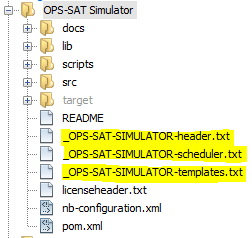 OPS-SAT Simulator
docs
lib
scripts
src
target
README
_OPS-SAT-SIMULATOR-header.txt
_OPS-SAT-SIMULATOR-scheduler.txt
_OPS-SAT-SIMULATOR-templates.txt
licenseheader.txt
nb-configuration.xml
pom.xml